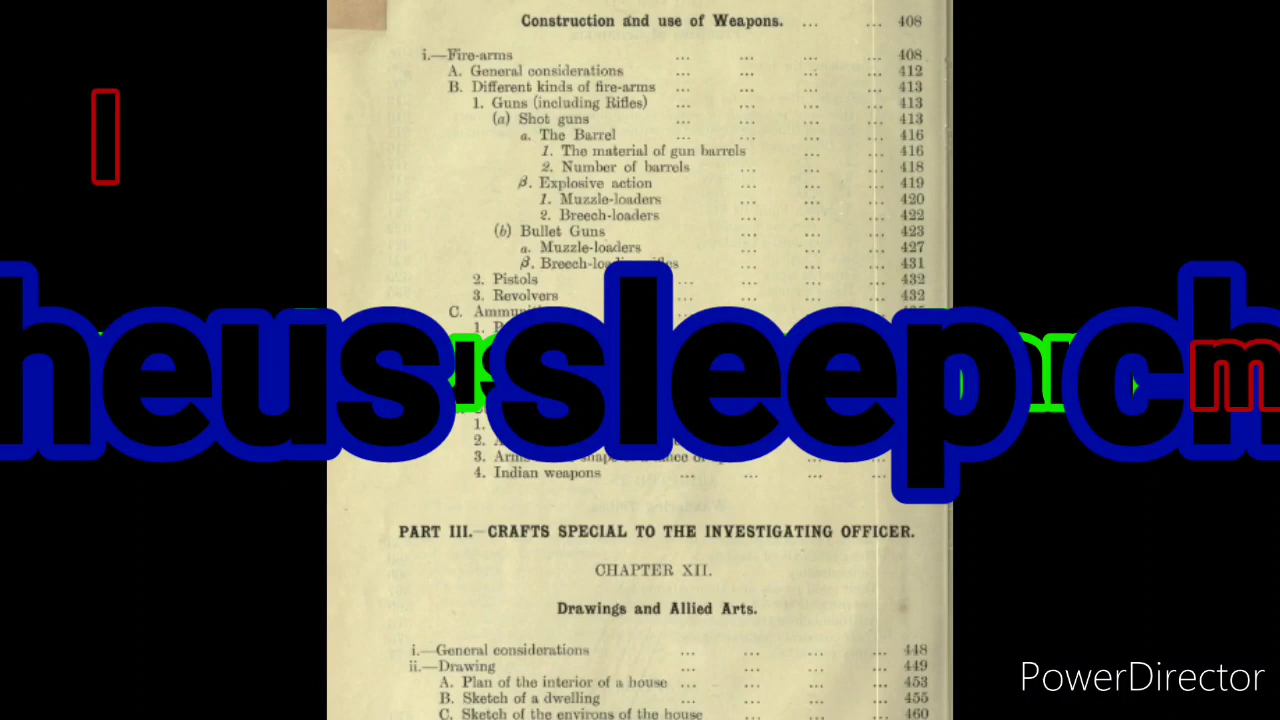 Construction and use of Weapons. ... ... 408
i.—Fire-arms ... ... ... ... 408
A. General considerations ... ... ... ... 412
B. Different kinds of fire-arms ... ... ... ... 413
1. Guns (including Rifles) ... ... ... ... 413
(a) Shot guns ... ... ... ... 413
a. The Barrel ... ... ... ... 416
1. The material of gun barrels ... ... 416
2. Number of barrels ... ... ... 418
β. Explosive action ... ... ... 419
1. Muzzle-loaders ... ... ... 420
2. Breech-loaders ... ... ... 422
(b) Bullet Guns ... ... ... 423
a. Muzzle-loaders ... ... ... 427
β. ... ... ... 431
2. Pistols ... ... ... ... 432
3. Revolvers ... ... ... ... 432
C.
1.
heus sleep ch
m
1.
2.
3.
4. Indian weapons ... ... ...
PART III.—CRAFTS SPECIAL TO THE INVESTIGATING OFFICER.
CHAPTER XII.
Drawings and Allied Arts.
i.—General considerations ... ... ... ... 448
ii.—Drawing ... ... ... ... 449
A. Plan of the interior of a house ... ... ... ... 453
B. Sketch of a dwelling ... ... ... ... 455
C. Sketch of the environs of the house ... ... ... 460
PowerDirector